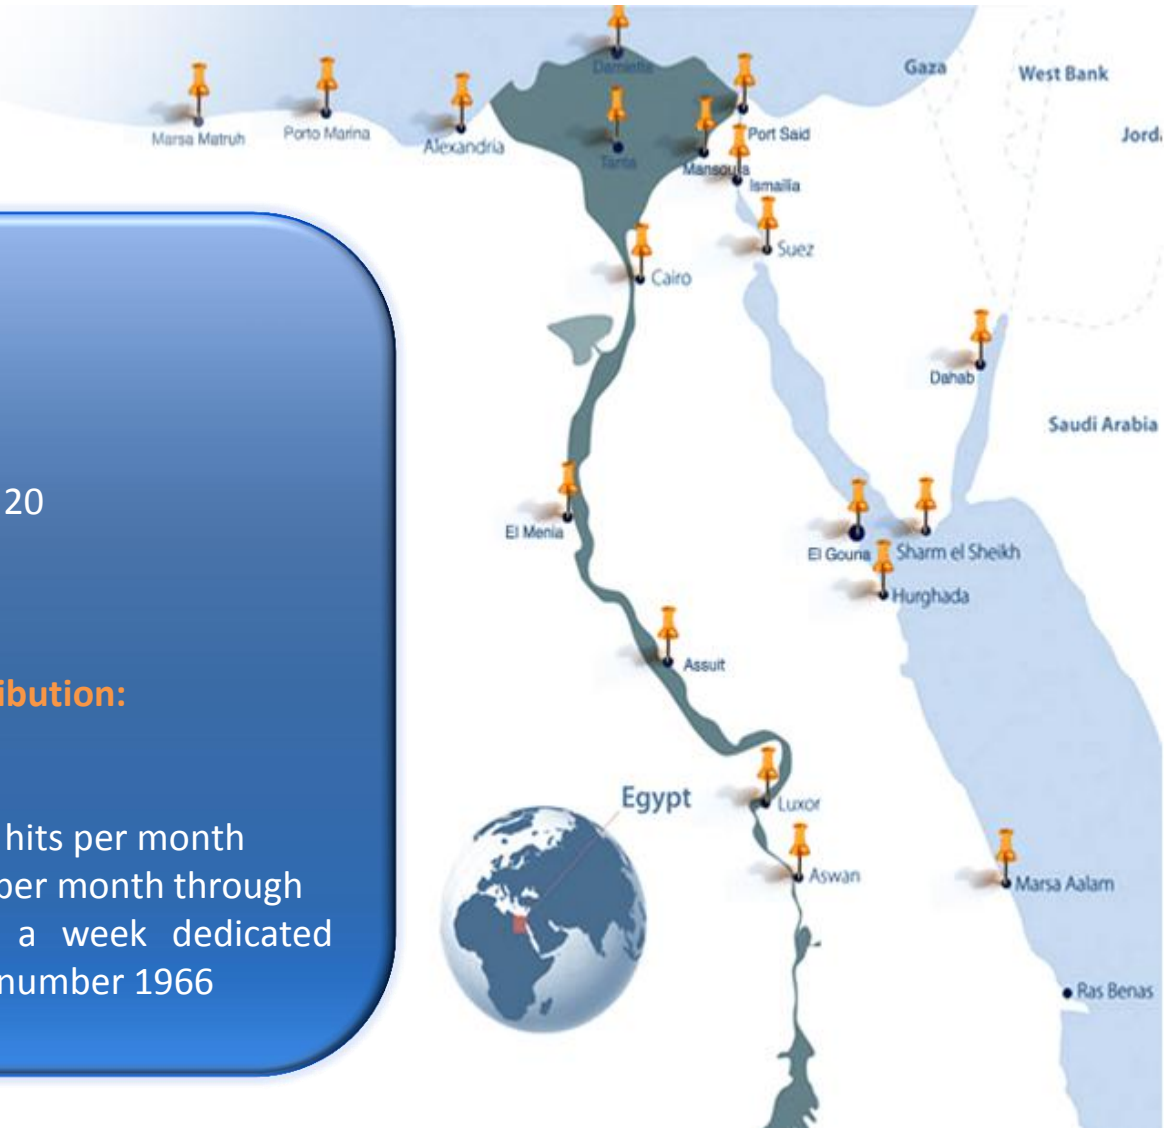 20
ibution:
hits per month
per month through
a week dedicated
number 1966
Damietta
Gaza
West Bank
Marsa Matruh
Porto Marina
Alexandria
Tanta
Port Said
Jord
Mansoura
Ismailia
Suez
Cairo
Dahab
Saudi Arabia
El Menia
El Gouna
Sharm el Sheikh
Hurghada
Assuit
Egypt
Luxor
Aswan
Marsa Aalam
Ras Benas